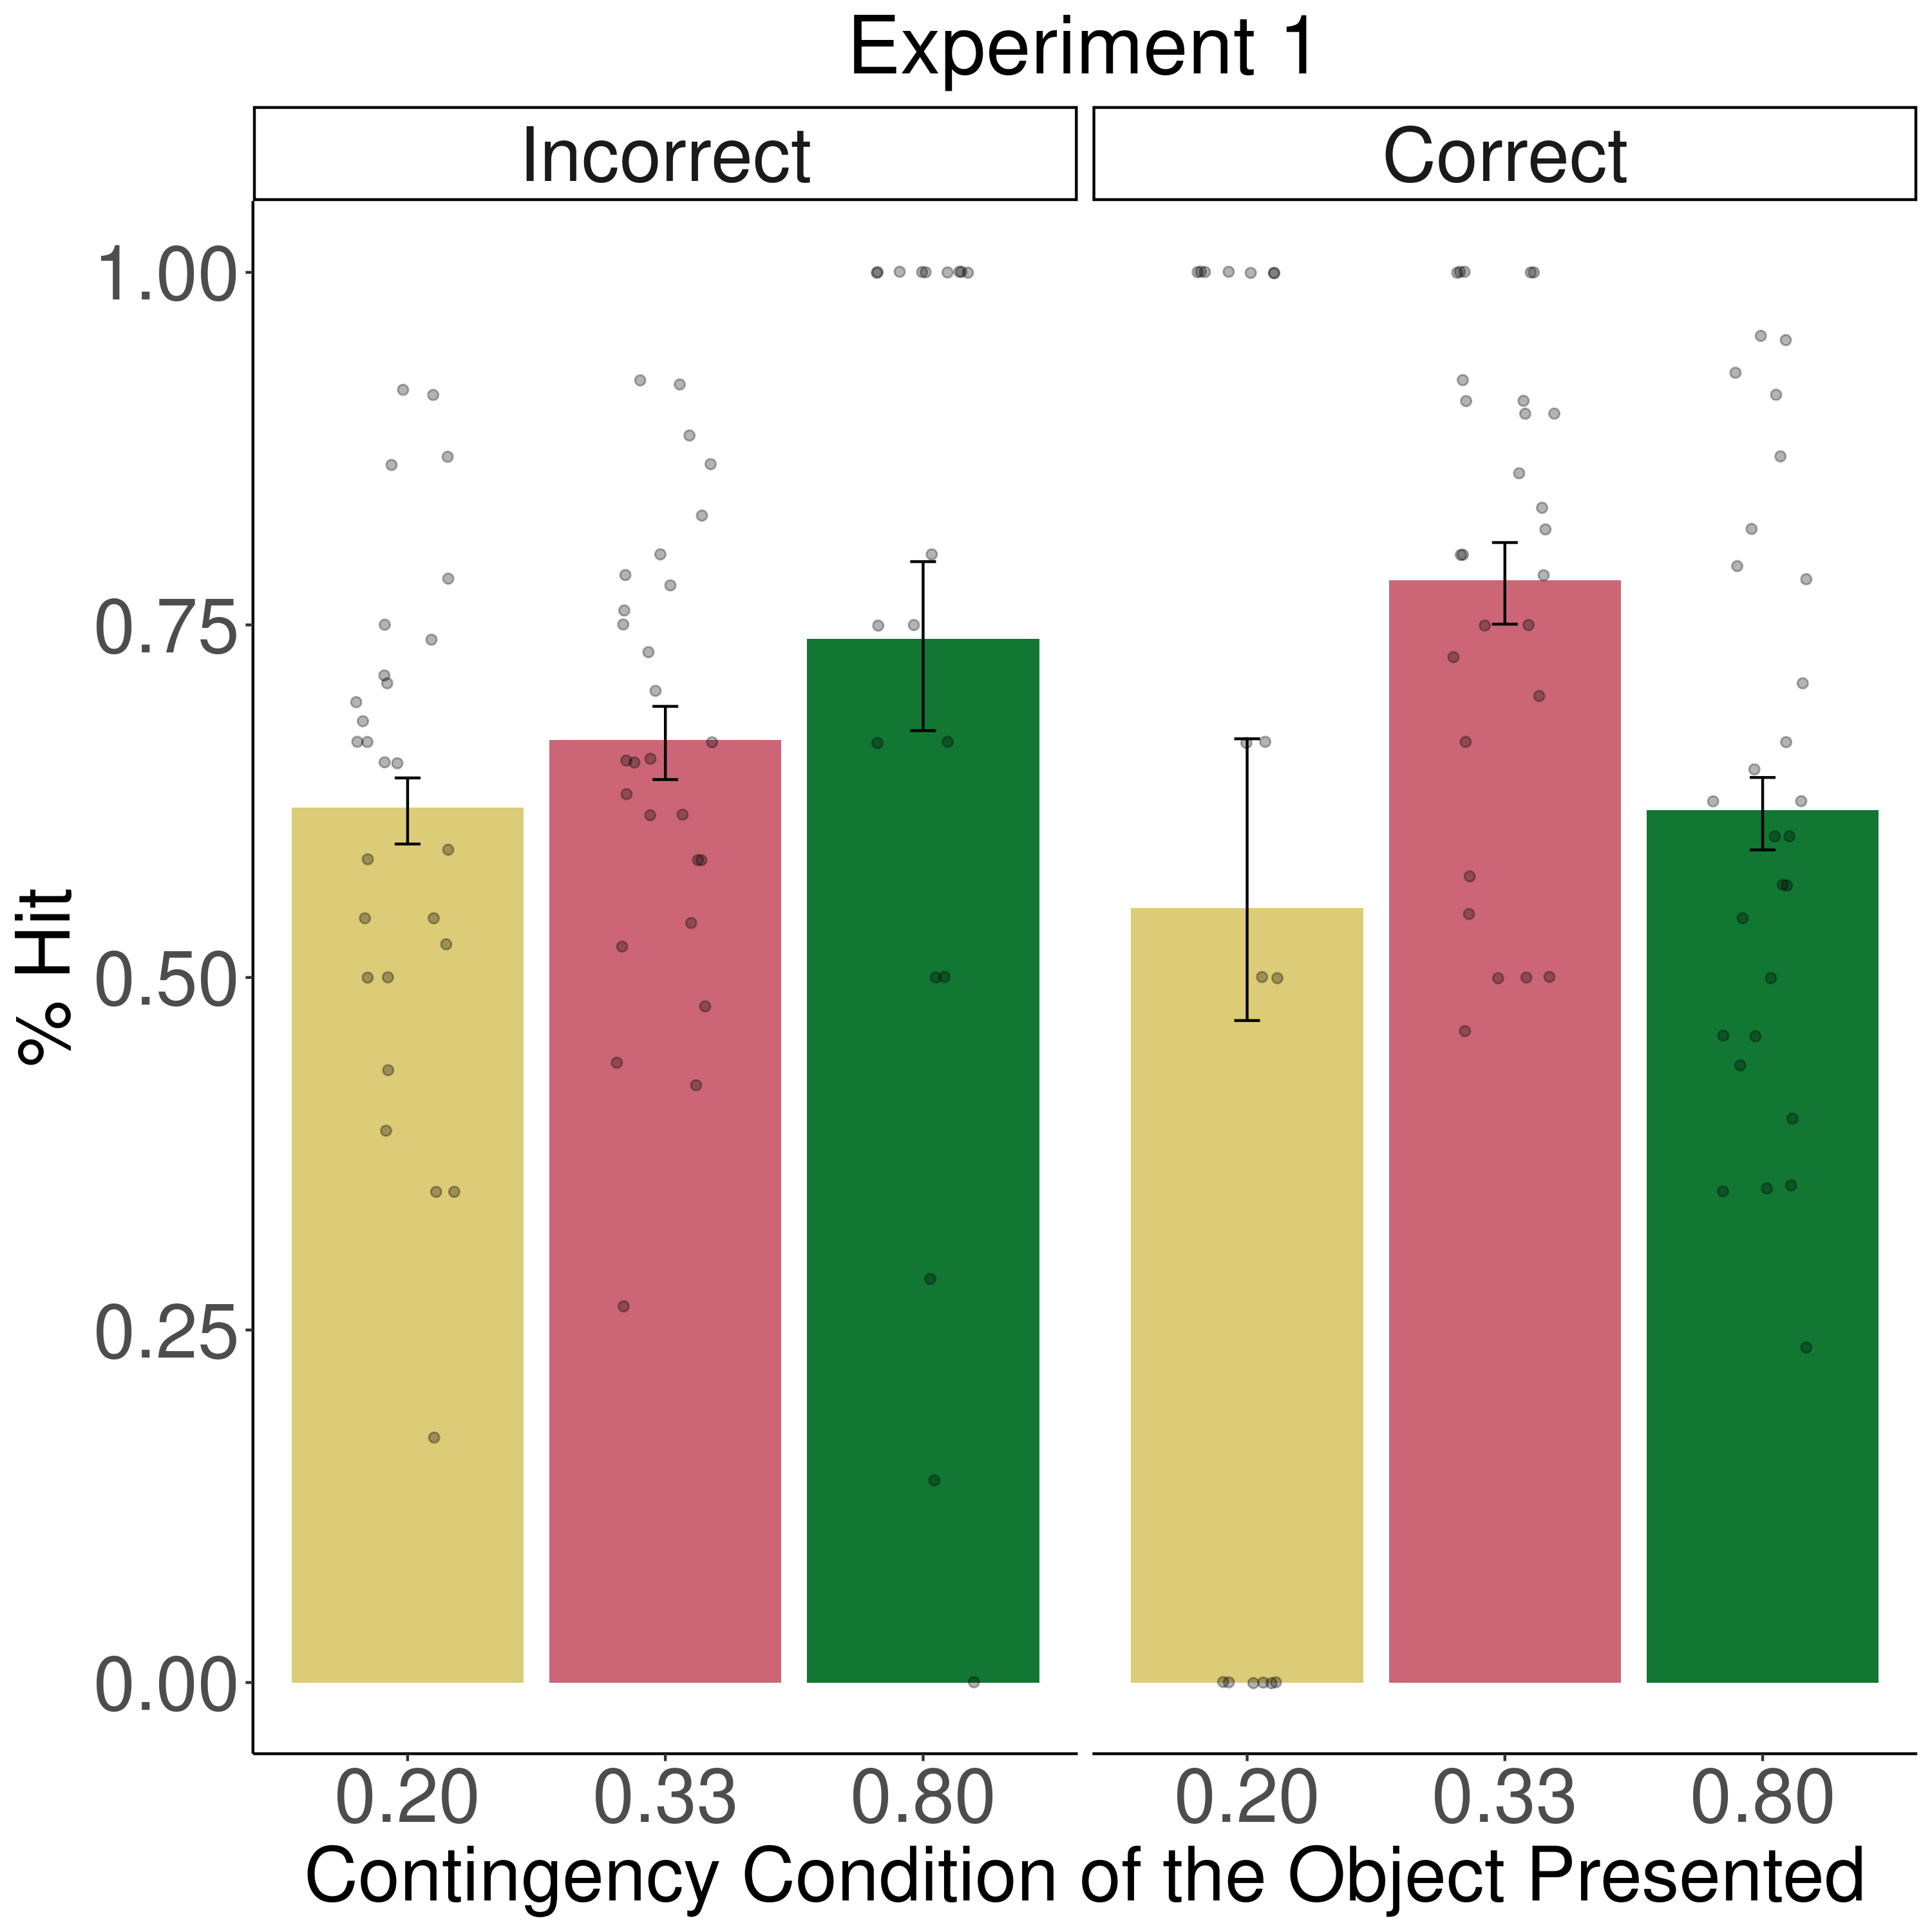 Experiment 1
Incorrect
Correct
% Hit
1.00
0.75
0.50
0.25
0.00
0.20
0.33
0.80
0.20
0.33
0.80
Contingency Condition of the Object Presented